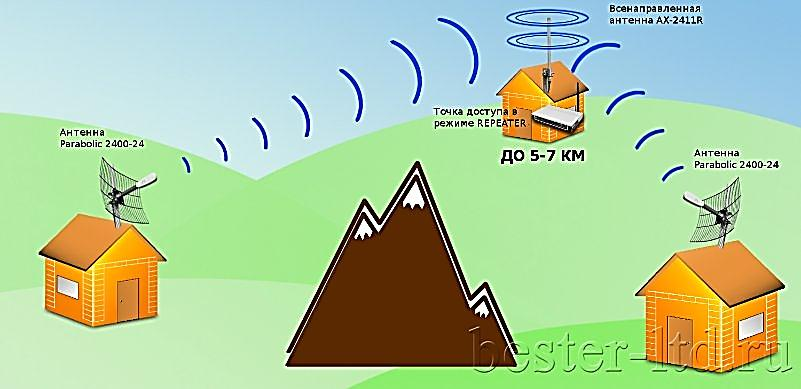 Всенаправленная
антенна AX-2411R
Точка доступа в
режиме REPEATER
ДО 5-7 КМ
Антенна
Parabolic 2400-24
Антенна
Parabolic 2400-24
bester-ltd.ru